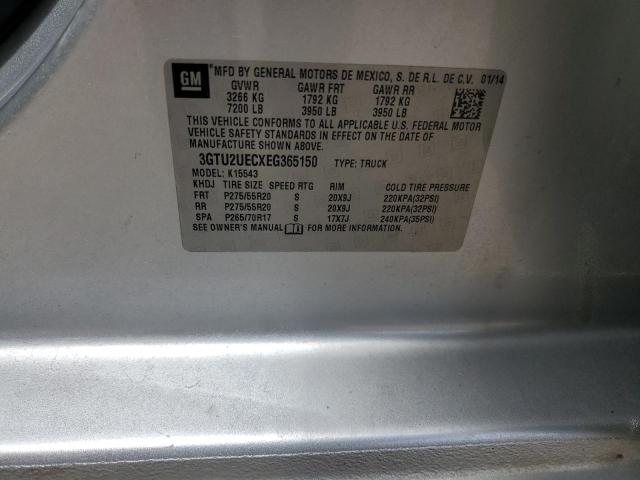 GM MFD BY GENERAL MOTORS DE MEXICO, S. DE R.L. DE C.V. 01/14
GVWR GAWR FRT GAWR RR
3266 KG 1792 KG 1792 KG
7200 LB 3950 LB 3950 LB
THIS VEHICLE CONFORMS TO ALL APPLICABLE U.S. FEDERAL MOTOR
VEHICLE SAFETY STANDARDS IN EFFECT ON THE DATE OF
MANUFACTURE SHOWN ABOVE.
3GTU2UECXEG365150 TYPE: TRUCK
MODEL: K15543
KHDJ TIRE SIZE SPEED RTG RIM COLD TIRE PRESSURE
FRT P275/55R20 S 20X9J 220KPA(32PSI)
RR P275/55R20 S 20X9J 220KPA(32PSI)
SPA P265/70R17 S 17X7J 240KPA(35PSI)
SEE OWNER'S MANUAL FOR MORE INFORMATION.